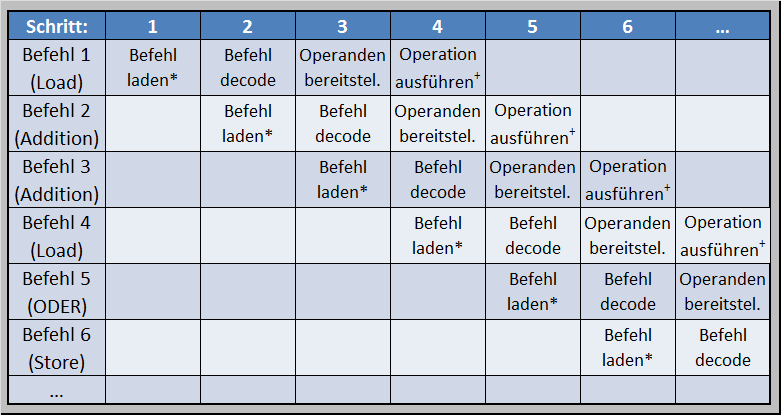 Schritt: 1 2 3 4 5 6 ...
Befehl 1 Befehl Befehl Operanden Operation
(Load) laden* decode bereitstel. ausführen⁺
Befehl 2 Befehl Befehl Operanden Operation
(Addition) laden* decode bereitstel. ausführen⁺
Befehl 3 Befehl Befehl Operanden Operation
(Addition) laden* decode bereitstel. ausführen⁺
Befehl 4 Befehl Befehl Operanden Operation
(Load) laden* decode bereitstel. ausführen⁺
Befehl 5 Befehl Befehl Operanden
(ODER) laden* decode bereitstel.
Befehl 6 Befehl Befehl
(Store) laden* decode
...